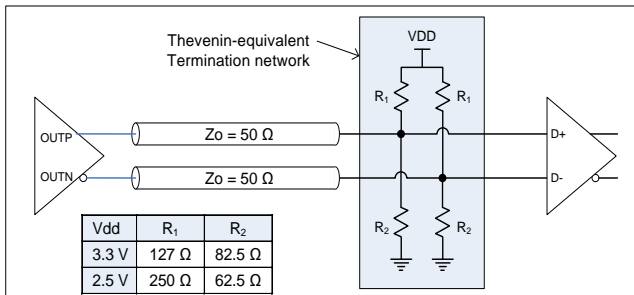 Thevenin-equivalent
Termination network
VDD
R1 R1
OUTP Zo = 50 Ω D+
OUTN Zo = 50 Ω D-
R2 R2
Vdd R1 R2
3.3 V 127 Ω 82.5 Ω
2.5 V 250 Ω 62.5 Ω